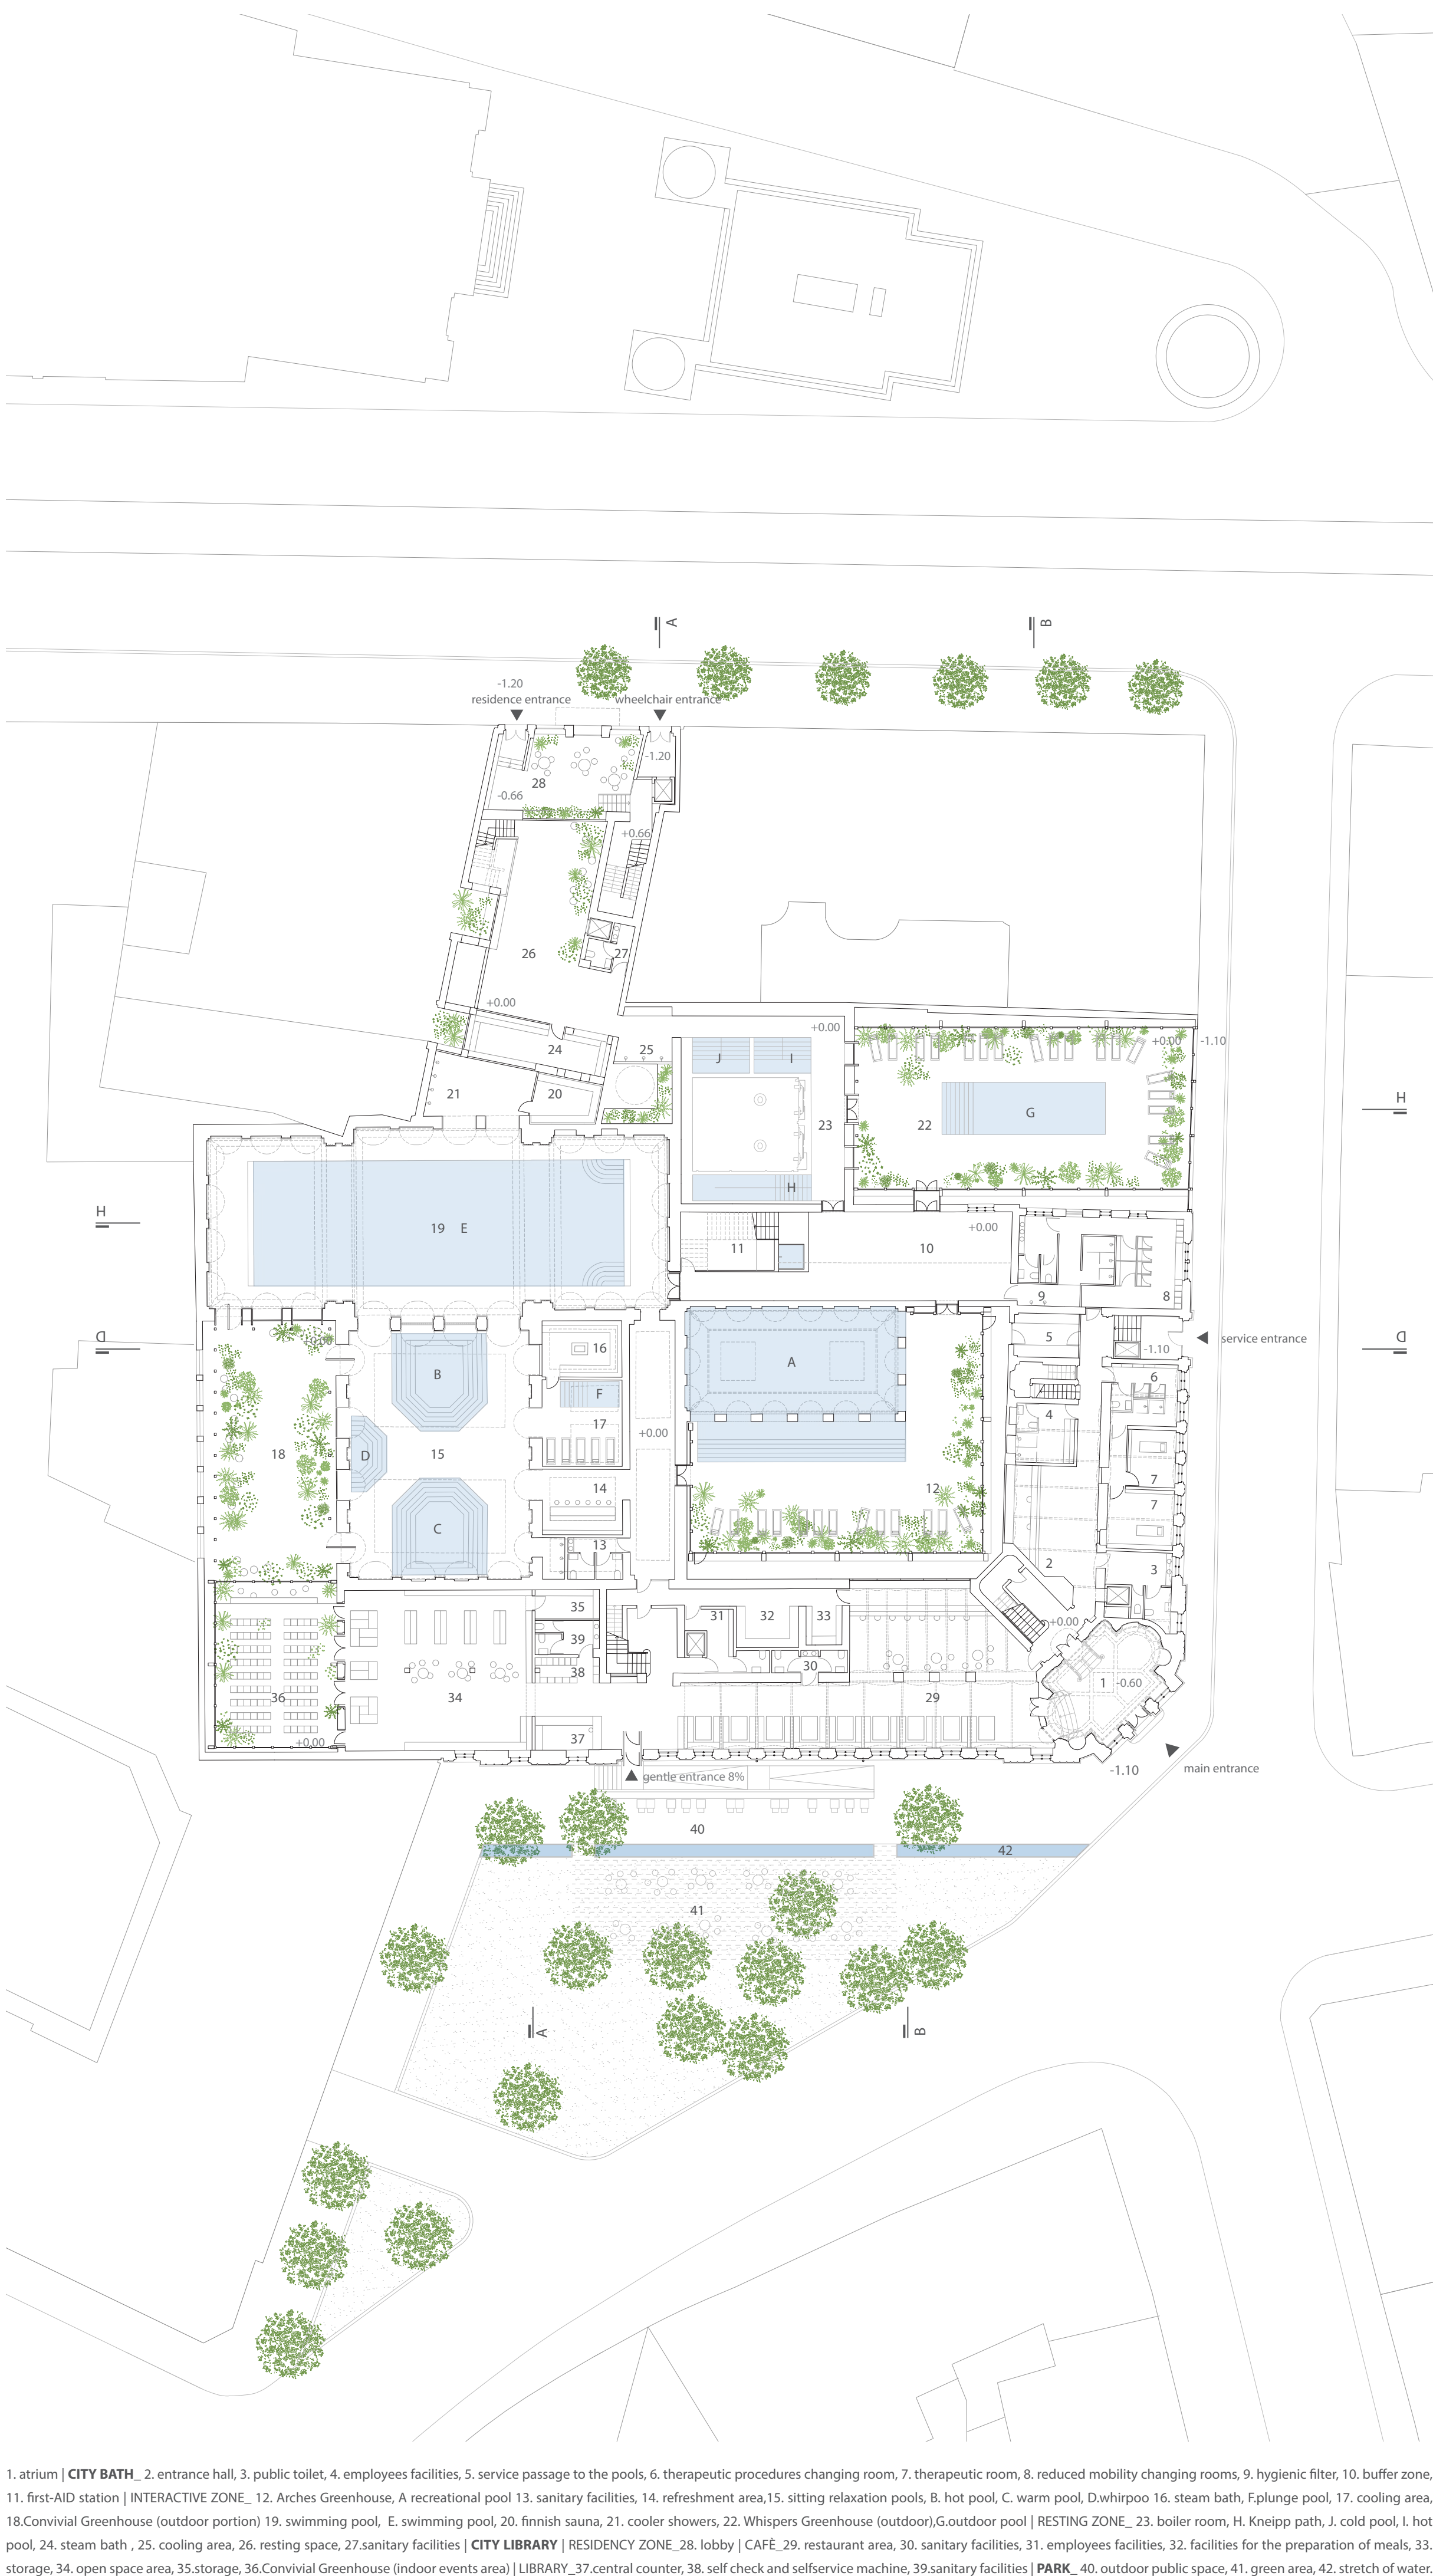 A
B
-1.20
residence entrance
wheelchair entrance
-1.20
28
-0.66
+0.66
26
27
+0.00
+0.00
24
25
J
I
+0.00
-1.10
21
20
23
22
G
H
H
H
19 E
11
10
+0.00
9
8
D
D
5
service entrance
-1.10
16
A
B
F
6
17
4
+0.00
18
D
15
7
14
12
7
C
13
2
3
35
31
32
33
+0.00
39
30
38
36
34
29
1 -0.60
37
+0.00
gentle entrance 8%
-1.10
main entrance
40
42
41
A
B
1. atrium | CITY BATH_ 2. entrance hall, 3. public toilet, 4. employees facilities, 5. service passage to the pools, 6. therapeutic procedures changing room, 7. therapeutic room, 8. reduced mobility changing rooms, 9. hygienic filter, 10. buffer zone,
11. first-AID station | INTERACTIVE ZONE_ 12. Arches Greenhouse, A recreational pool 13. sanitary facilities, 14. refreshment area,15. sitting relaxation pools, B. hot pool, C. warm pool, D.whirpoo 16. steam bath, F.plunge pool, 17. cooling area,
18.Convivial Greenhouse (outdoor portion) 19. swimming pool, E. swimming pool, 20. finnish sauna, 21. cooler showers, 22. Whispers Greenhouse (outdoor),G.outdoor pool | RESTING ZONE_ 23. boiler room, H. Kneipp path, J. cold pool, I. hot
pool, 24. steam bath , 25. cooling area, 26. resting space, 27.sanitary facilities | CITY LIBRARY | RESIDENCY ZONE_28. lobby | CAFÈ_29. restaurant area, 30. sanitary facilities, 31. employees facilities, 32. facilities for the preparation of meals, 33.
storage, 34. open space area, 35.storage, 36.Convivial Greenhouse (indoor events area) | LIBRARY_37.central counter, 38. self check and selfservice machine, 39.sanitary facilities | PARK_ 40. outdoor public space, 41. green area, 42. stretch of water.